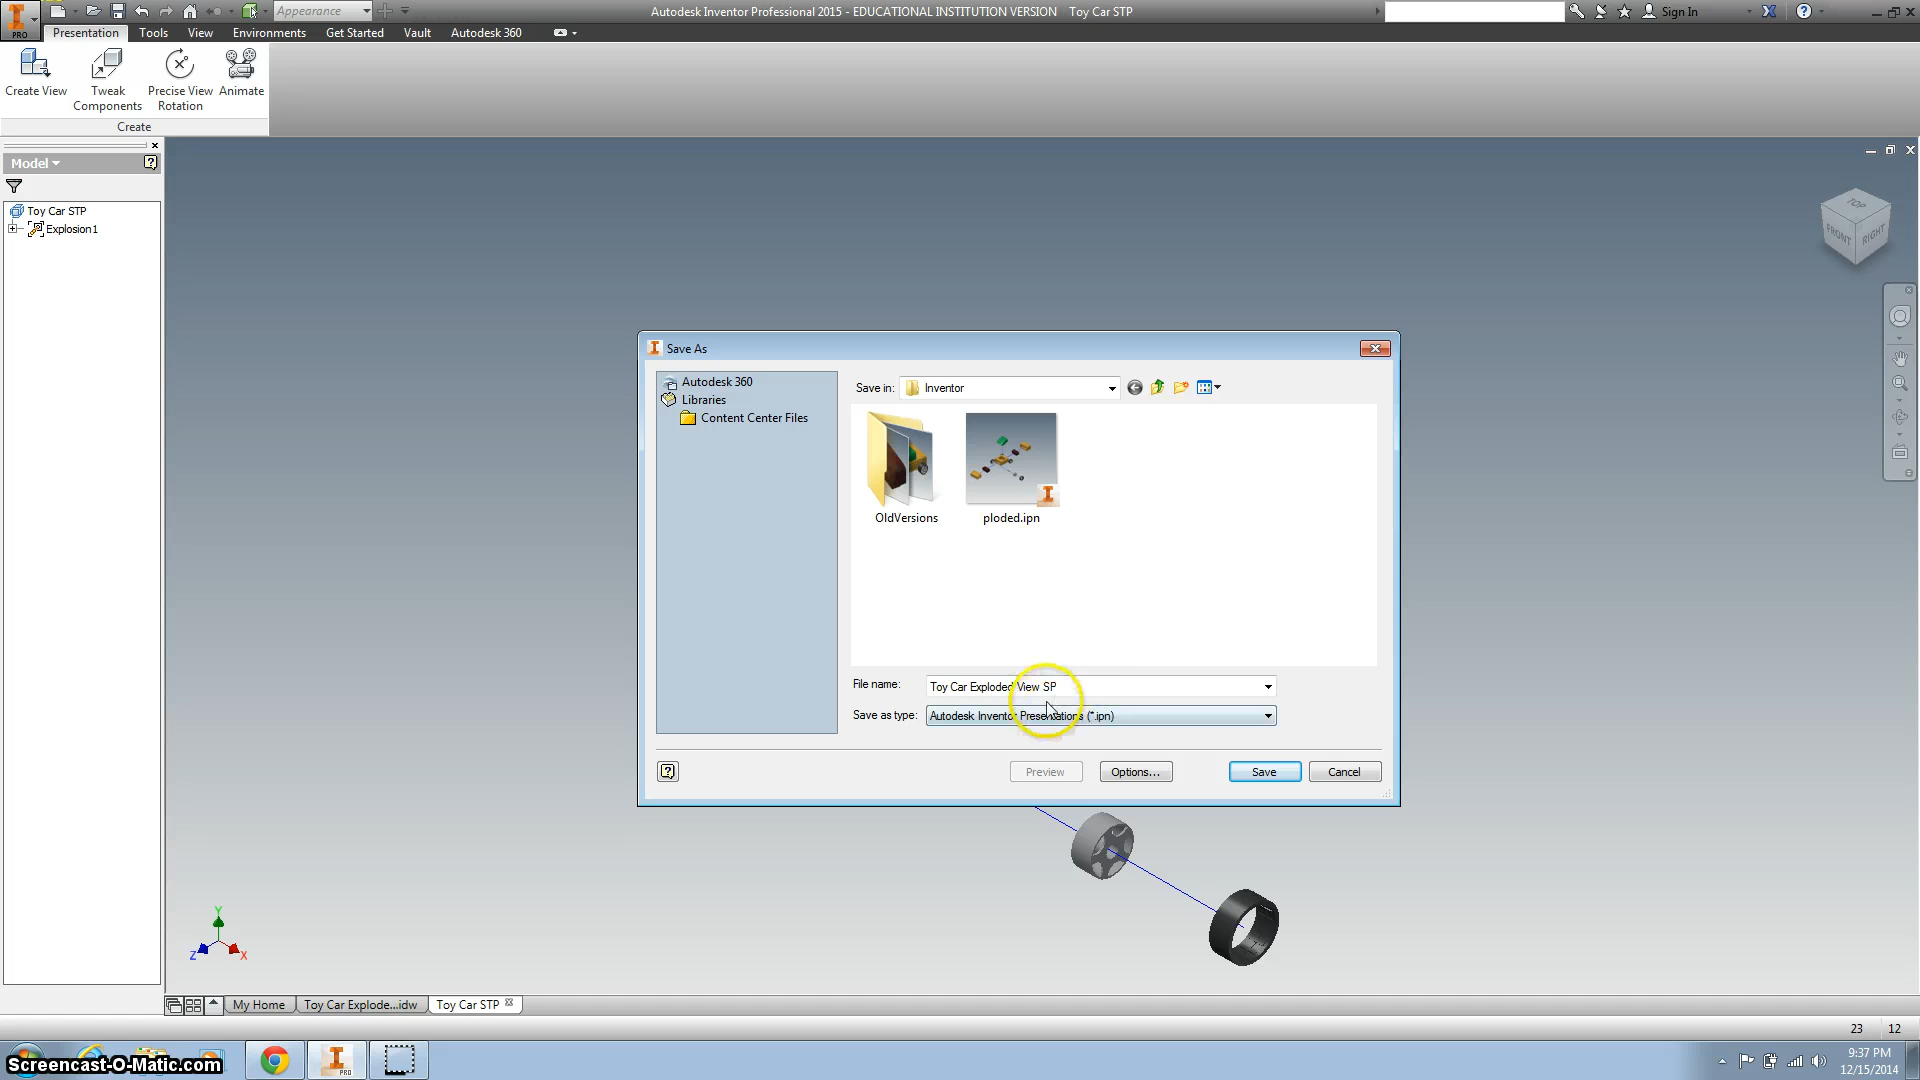 Appearance
Autodesk Inventor Professional 2015 - EDUCATIONAL INSTITUTION VERSION Toy Car STP
Sign In
PRO
Presentation
Tools
View
Environments
Get Started
Vault
Autodesk 360
Create View
Tweak Components
Precise View Rotation
Animate
Create
Model
Toy Car STP
Explosion1
TOP
FRONT
RIGHT
Save As
Autodesk 360
Libraries
Content Center Files
Save in:
Inventor
OldVersions
ploded.ipn
File name:
Toy Car Exploded View SP
Save as type:
Autodesk Inventor Presentations (*.ipn)
Preview
Options...
Save
Cancel
Y
Z
X
My Home
Toy Car Explode...idw
Toy Car STP
23
12
Screencast-O-Matic.com
PRO
9:37 PM
12/15/2014